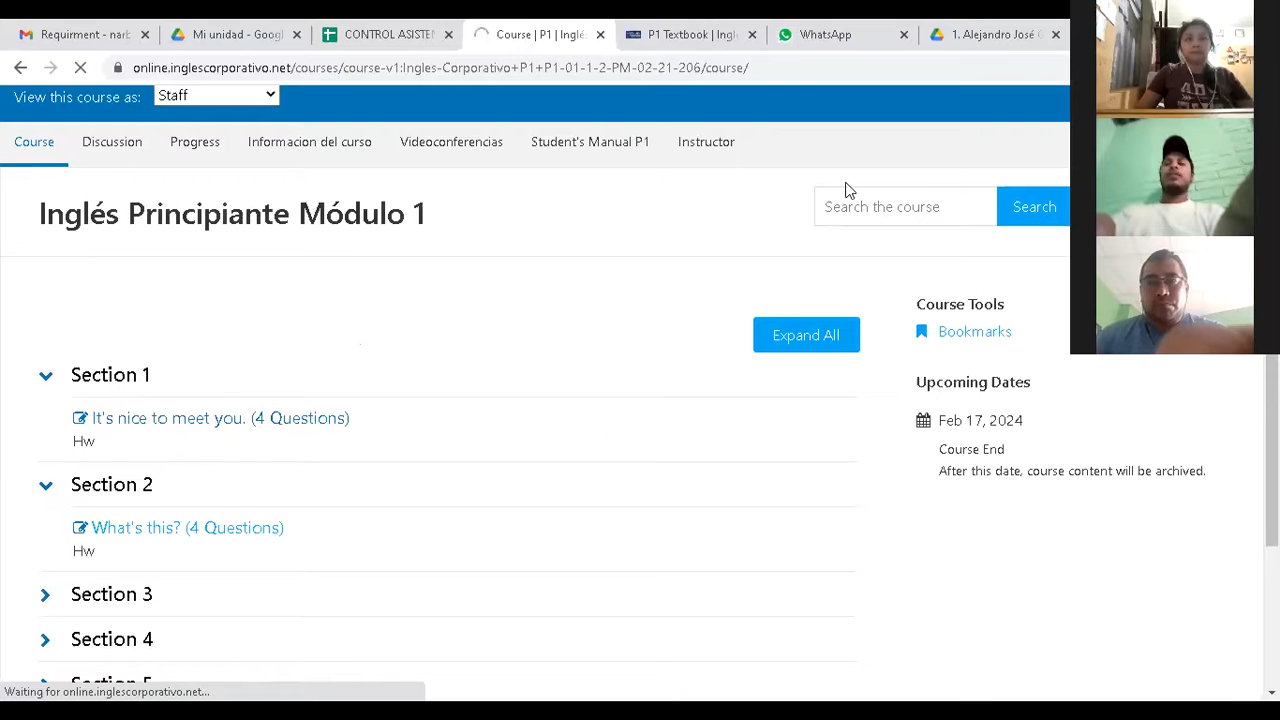 Requirment - narb
Mi unidad - Googl
CONTROL ASISTEN
Course | P1 | Inglé
P1 Textbook | Ingl
WhatsApp
1. Alejandro José G
online.inglescorporativo.net/courses/course-v1:Ingles-Corporativo+P1+P1-01-1-2-PM-02-21-206/course/
View this course as: Staff
Course Discussion Progress Informacion del curso Videoconferencias Student's Manual P1 Instructor
Inglés Principiante Módulo 1
Search the course Search
Course Tools
Bookmarks
Expand All
Upcoming Dates
Feb 17, 2024
Course End
After this date, course content will be archived.
Section 1
It's nice to meet you. (4 Questions)
Hw
Section 2
What's this? (4 Questions)
Hw
Section 3
Section 4
Waiting for online.inglescorporativo.net...